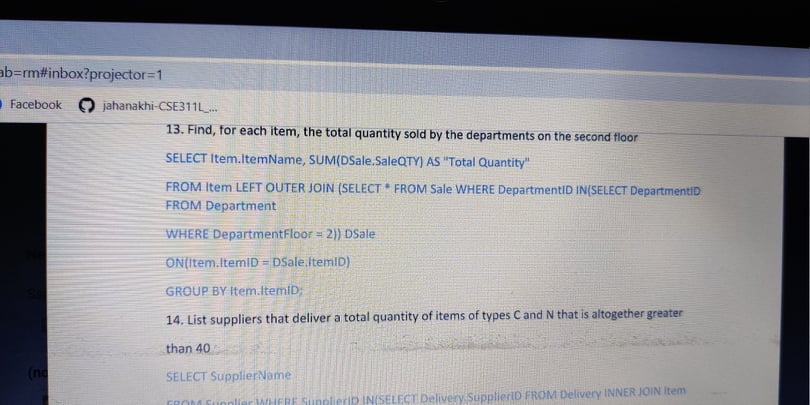 ab=rm#inbox?projector=1
Facebook jahanakhi-CSE311L_...
13. Find, for each item, the total quantity sold by the departments on the second floor
SELECT Item.ItemName, SUM(DSale.SaleQTY) AS "Total Quantity"
FROM Item LEFT OUTER JOIN (SELECT * FROM Sale WHERE DepartmentID IN(SELECT DepartmentID
FROM Department
WHERE DepartmentFloor = 2)) DSale
ON(Item.ItemID = DSale.ItemID)
GROUP BY Item.ItemID;
14. List suppliers that deliver a total quantity of items of types C and N that is altogether greater
than 40
SELECT SupplierName
FROM Supplier WHERE SupplierID IN(SELECT Delivery.SupplierID FROM Delivery INNER JOIN Item